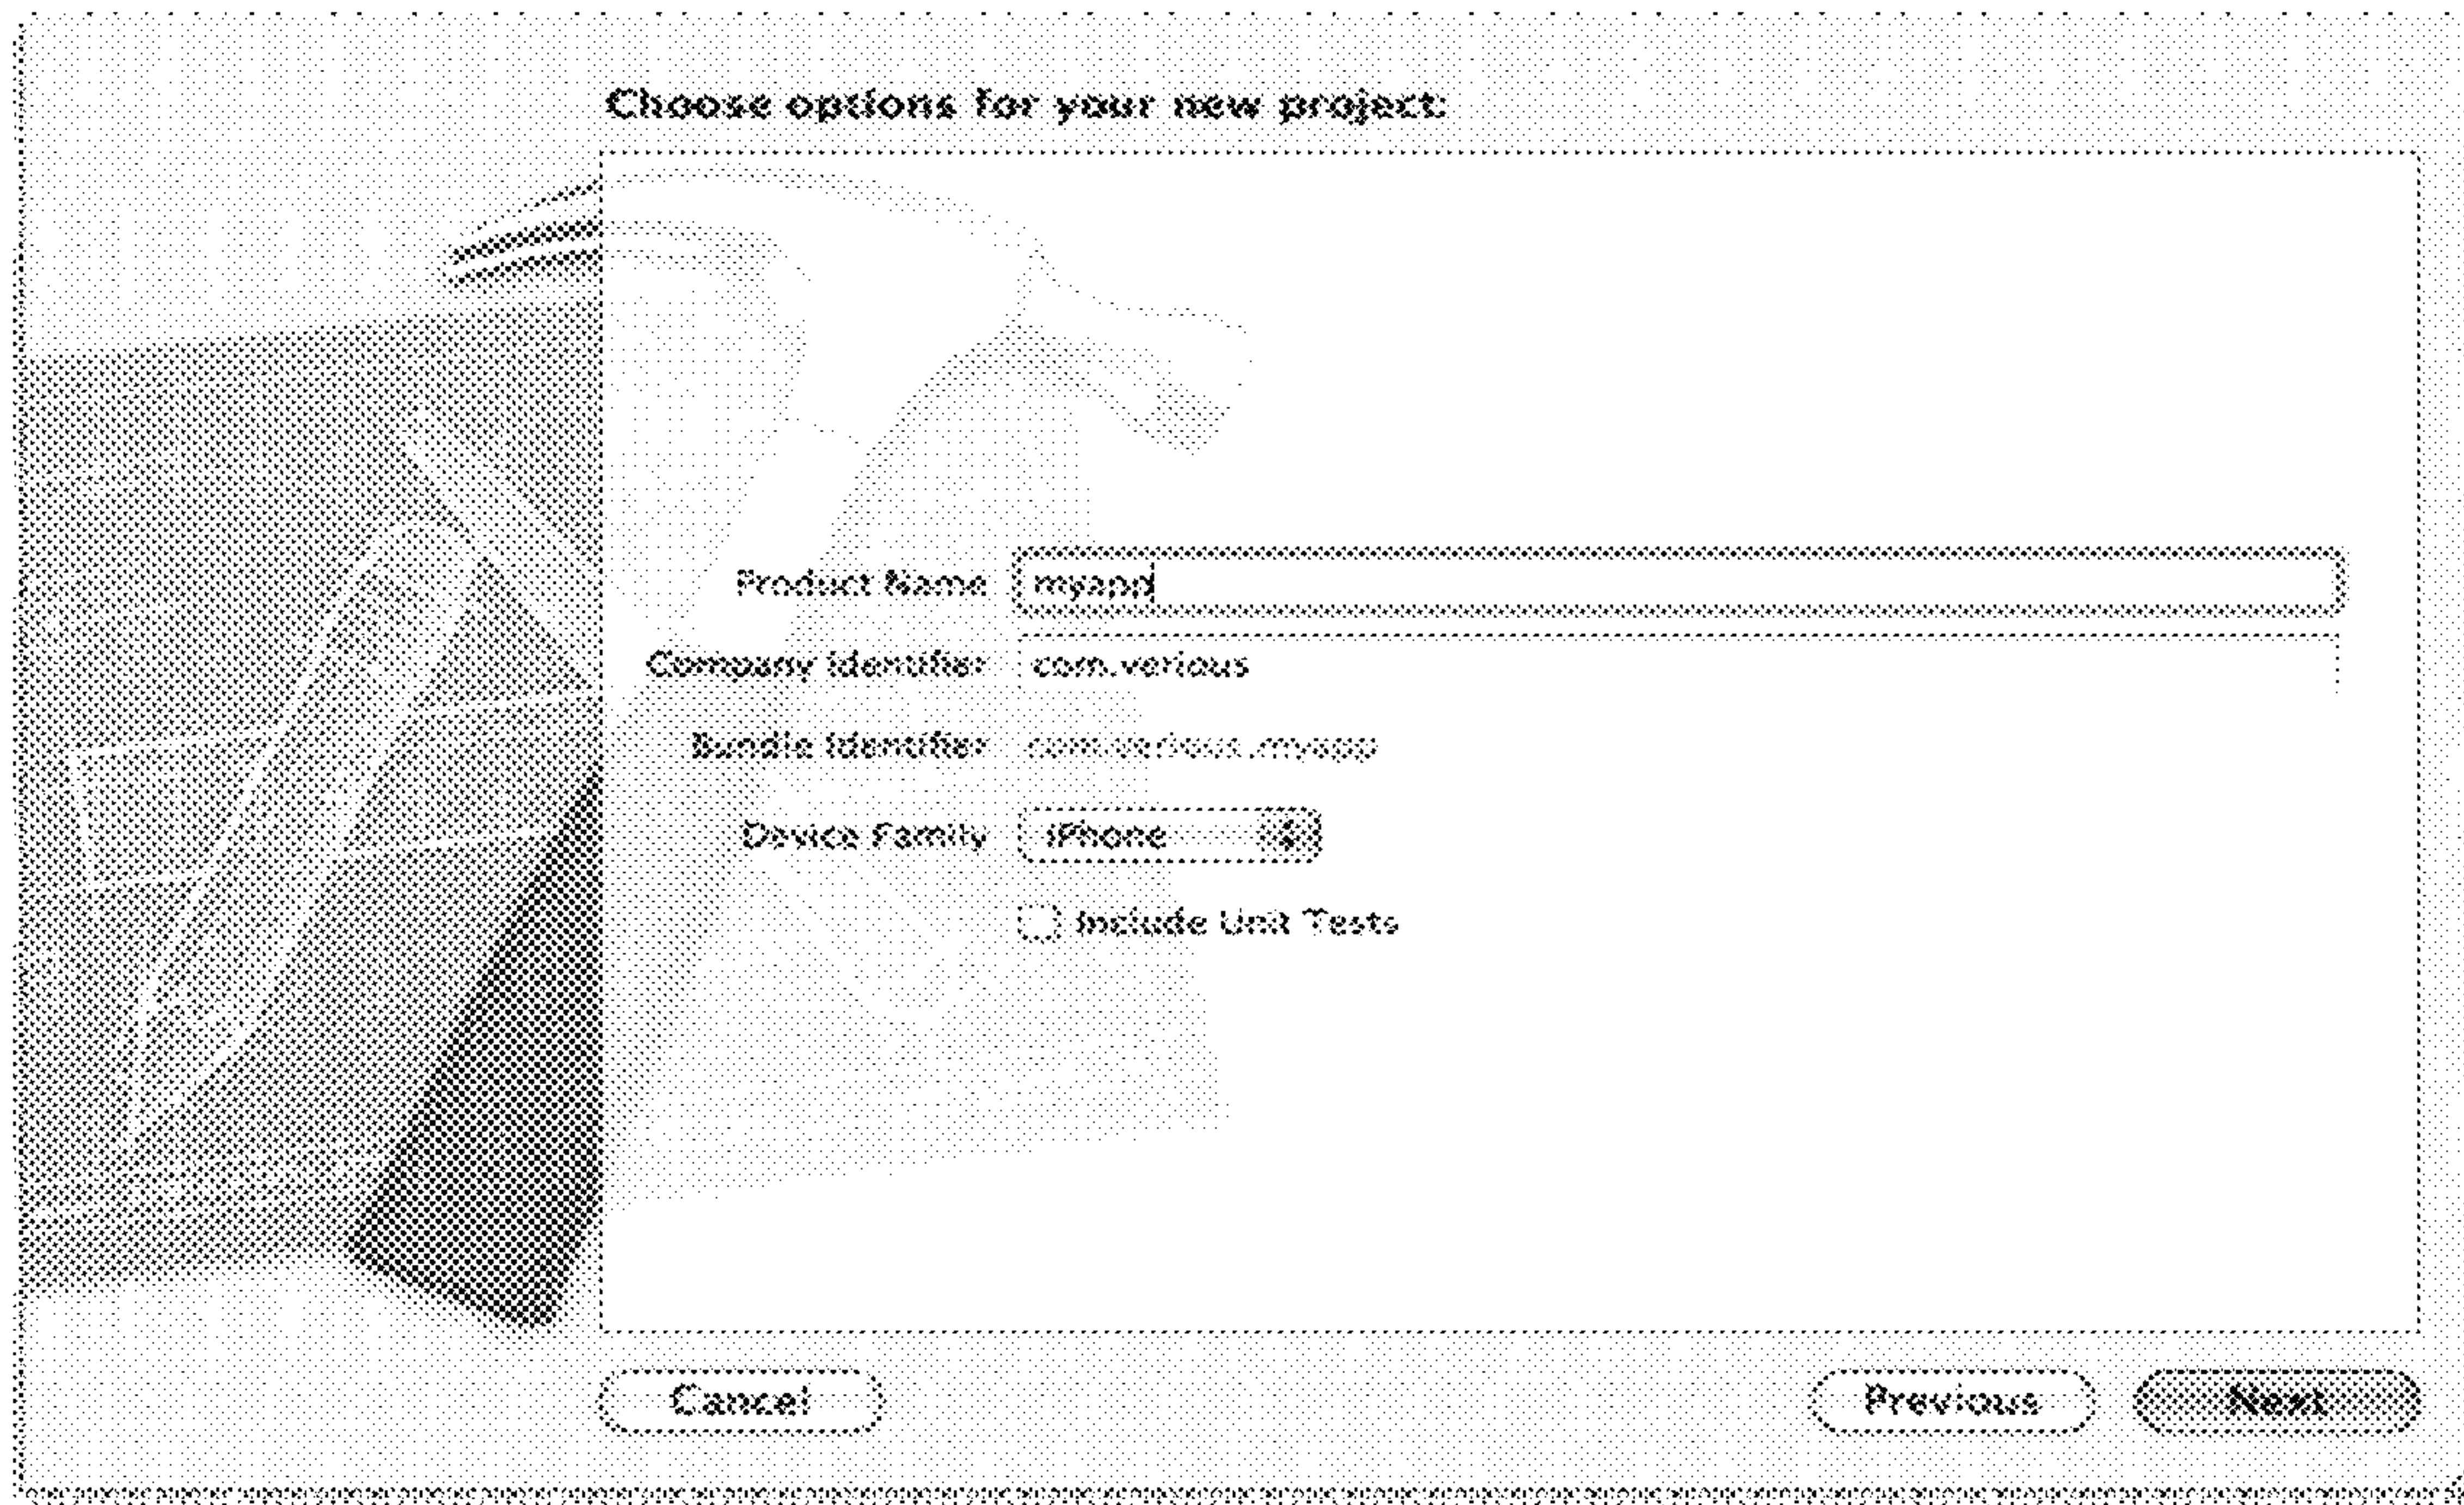 Choose options for your new project:
Product Name myapp
Company Identifier com.verious
Bundle Identifier com.verious.myapp
Device Family iPhone
Include Unit Tests
Cancel Previous Next